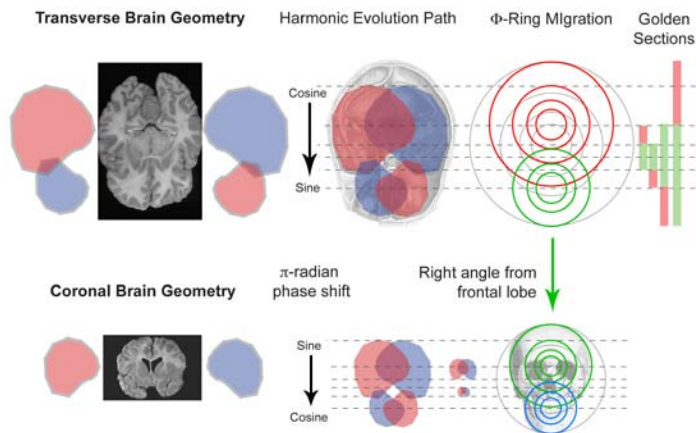 Transverse Brain Geometry
Harmonic Evolution Path
Φ-Ring MIgration
Golden
Sections
Cosine
Sine
Coronal Brain Geometry
π-radian
phase shift
Right angle from
frontal lobe
Sine
Cosine